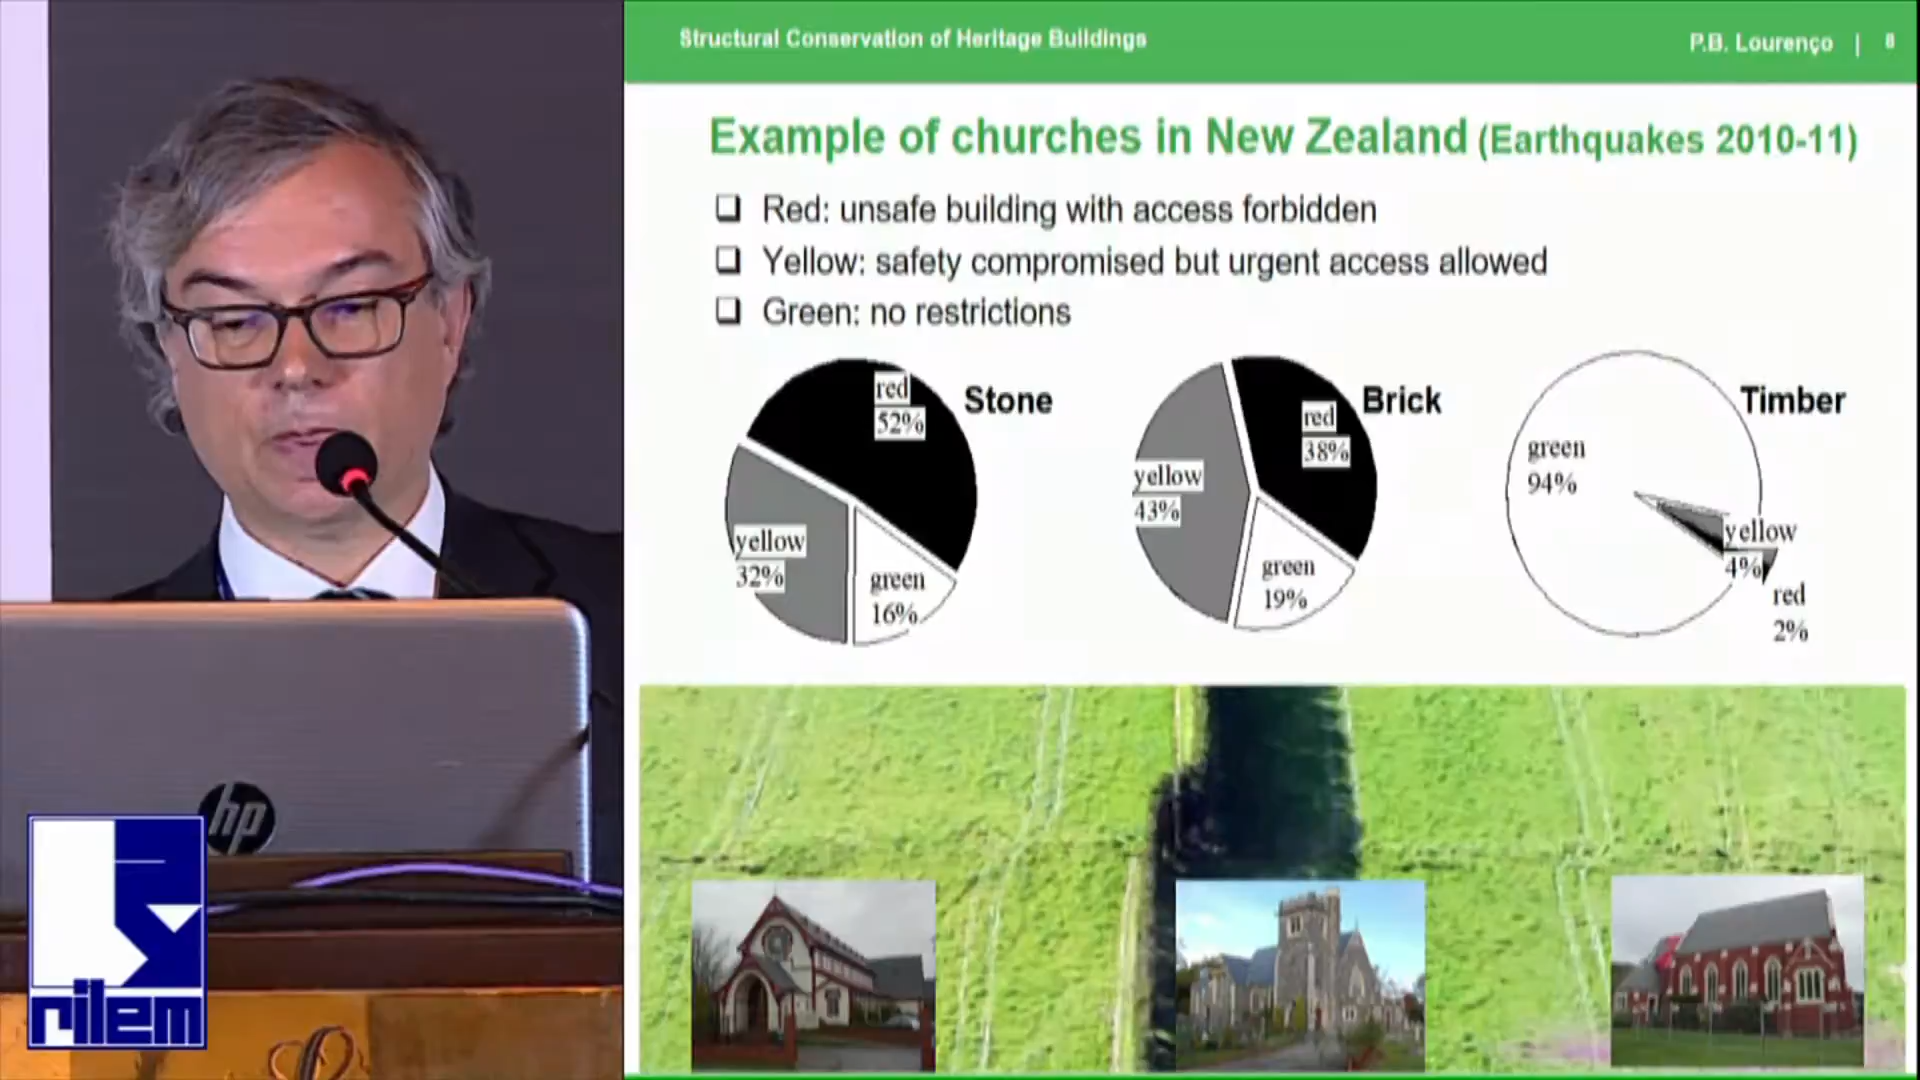 Structural Conservation of Heritage Buildings
P.B. Lourenço | 8
Example of churches in New Zealand (Earthquakes 2010-11)
Red: unsafe building with access forbidden
Yellow: safety compromised but urgent access allowed
Green: no restrictions
Stone
red
52%
yellow
32%
green
16%
Brick
red
38%
yellow
43%
green
19%
Timber
green
94%
yellow
4%
red
2%
hp
rilem